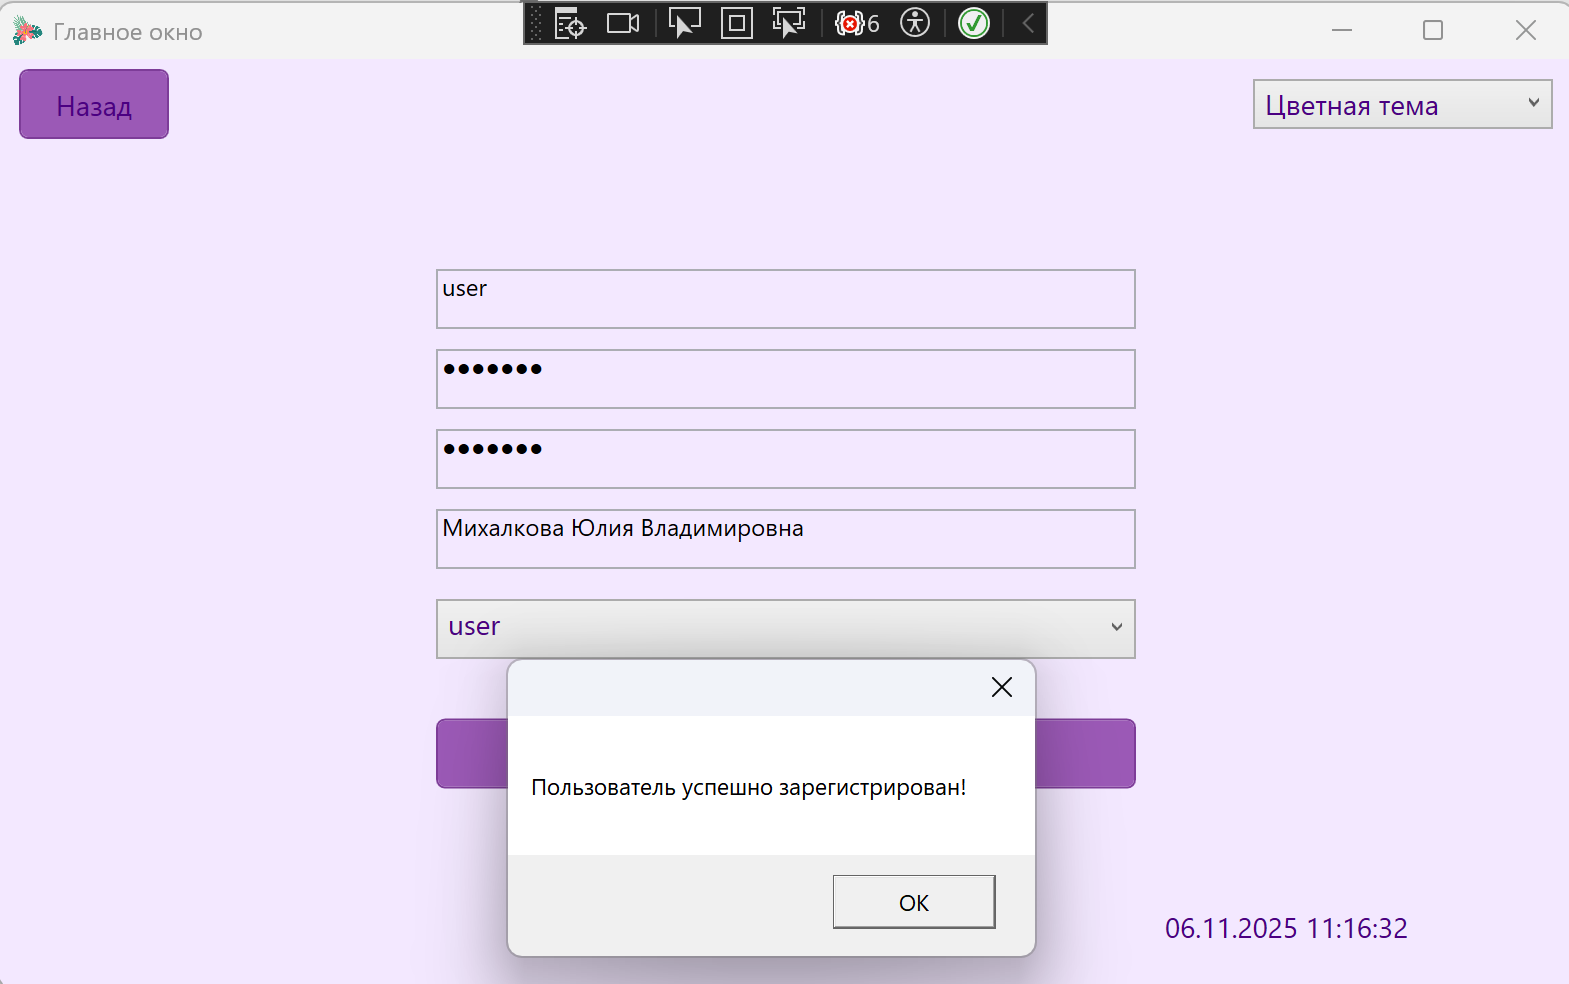 Главное окно
6
Назад
Цветная тема
user
•••••••
•••••••
Михалкова Юлия Владимировна
user
Пользователь успешно зарегистрирован!
ОК
06.11.2025 11:16:32